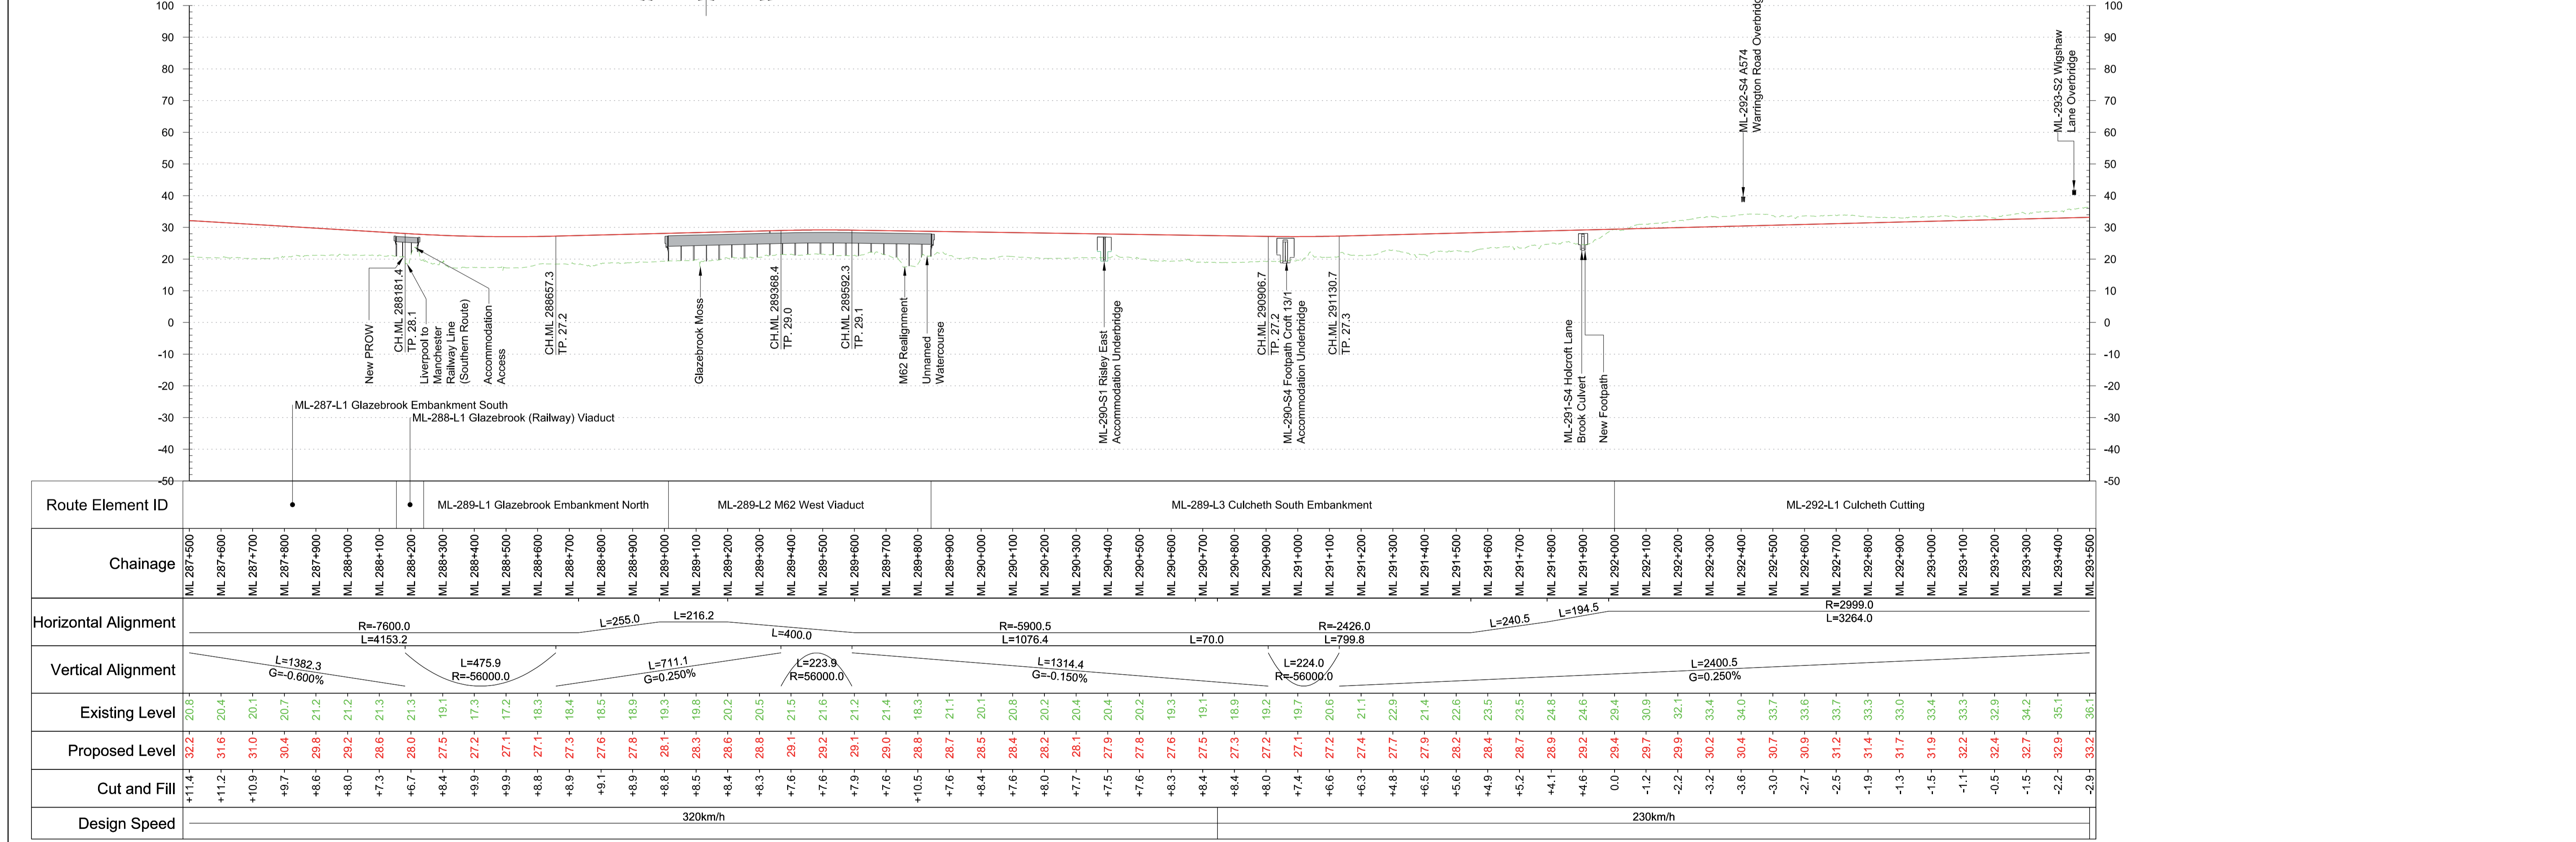 100 100
90 90
80 80
70 70
60 60
50 50
40 40
30 30
20 20
10 10
0 0
-10 -10
-20 -20
-30 -30
-40 -40
-50 -50
ML-292-S4 A574
Warrington Road Overbridge
ML-293-S2 Wigshaw
Lane Overbridge
New PROW
CH.ML 288181.4
TP. 28.1
Liverpool to
Manchester
Railway Line
(Southern Route)
Accommodation
Access
CH.ML 288657.3
TP. 27.2
Glazebrook Moss
CH.ML 289368.4
TP. 29.0
CH.ML 289592.3
TP. 29.1
M62 Realignment
Unnamed
Watercourse
ML-290-S1 Risley East
Accommodation Underbridge
CH.ML 290906.7
TP. 27.2
ML-290-S4 Footpath Croft 13/1
Accommodation Underbridge
CH.ML 291130.7
TP. 27.3
ML-291-S4 Holcroft Lane
Brook Culvert
New Footpath
ML-287-L1 Glazebrook Embankment South
ML-288-L1 Glazebrook (Railway) Viaduct
Route Element ID
ML-289-L1 Glazebrook Embankment North
ML-289-L2 M62 West Viaduct
ML-289-L3 Culcheth South Embankment
ML-292-L1 Culcheth Cutting
Chainage
ML 287+500
ML 287+600
ML 287+700
ML 287+800
ML 287+900
ML 288+000
ML 288+100
ML 288+200
ML 288+300
ML 288+400
ML 288+500
ML 288+600
ML 288+700
ML 288+800
ML 288+900
ML 289+000
ML 289+100
ML 289+200
ML 289+300
ML 289+400
ML 289+500
ML 289+600
ML 289+700
ML 289+800
ML 289+900
ML 290+000
ML 290+100
ML 290+200
ML 290+300
ML 290+400
ML 290+500
ML 290+600
ML 290+700
ML 290+800
ML 290+900
ML 291+000
ML 291+100
ML 291+200
ML 291+300
ML 291+400
ML 291+500
ML 291+600
ML 291+700
ML 291+800
ML 291+900
ML 292+000
ML 292+100
ML 292+200
ML 292+300
ML 292+400
ML 292+500
ML 292+600
ML 292+700
ML 292+800
ML 292+900
ML 293+000
ML 293+100
ML 293+200
ML 293+300
ML 293+400
ML 293+500
Horizontal Alignment
R=-7600.0
L=4153.2
L=255.0
L=216.2
L=400.0
R=-5900.5
L=1076.4
L=70.0
R=-2426.0
L=799.8
L=240.5
L=194.5
R=2999.0
L=3264.0
Vertical Alignment
L=1382.3
G=-0.600%
L=475.9
R=-56000.0
L=711.1
G=0.250%
L=223.9
R=56000.0
L=1314.4
G=-0.150%
L=224.0
R=-56000.0
L=2400.5
G=0.250%
Existing Level
20.8 20.4 20.1 20.7 21.2 21.2 21.3 21.3 19.1 17.3 17.2 18.3 18.4 18.5 18.9 19.3 19.8 20.2 20.5 21.5 21.6 21.2 21.4 18.3 21.1 20.1 20.8 20.2 20.4 20.4 20.2 19.3 19.1 18.9 19.2 19.7 20.6 21.1 22.9 21.4 22.6 23.5 23.5 24.8 24.6 29.4 30.9 32.1 33.4 34.0 33.7 33.6 33.7 33.3 33.0 33.4 33.3 32.9 34.2 35.1 36.1
Proposed Level
32.2 31.6 31.0 30.4 29.8 29.2 28.6 28.0 27.5 27.2 27.1 27.1 27.3 27.6 27.8 28.1 28.3 28.6 28.8 29.1 29.2 29.1 29.0 28.8 28.7 28.5 28.4 28.2 28.1 27.9 27.8 27.6 27.5 27.3 27.2 27.1 27.2 27.4 27.7 27.9 28.2 28.4 28.7 28.9 29.2 29.4 29.7 29.9 30.2 30.4 30.7 30.9 31.2 31.4 31.7 31.9 32.2 32.4 32.7 32.9 33.2
Cut and Fill
+11.4 +11.2 +10.9 +9.7 +8.6 +8.0 +7.3 +6.7 +8.4 +9.9 +9.9 +8.8 +8.9 +9.1 +8.9 +8.8 +8.5 +8.4 +8.3 +7.6 +7.6 +7.9 +7.6 +10.5 +7.6 +8.4 +7.6 +8.0 +7.7 +7.5 +7.6 +8.3 +8.4 +8.4 +8.0 +7.4 +6.6 +6.3 +4.8 +6.5 +5.6 +4.9 +5.2 +4.1 +4.6 0.0 -1.2 -2.2 -3.2 -3.6 -3.0 -2.7 -2.5 -1.9 -1.3 -1.5 -1.1 -0.5 -1.5 -2.2 -2.9
Design Speed
320km/h
230km/h